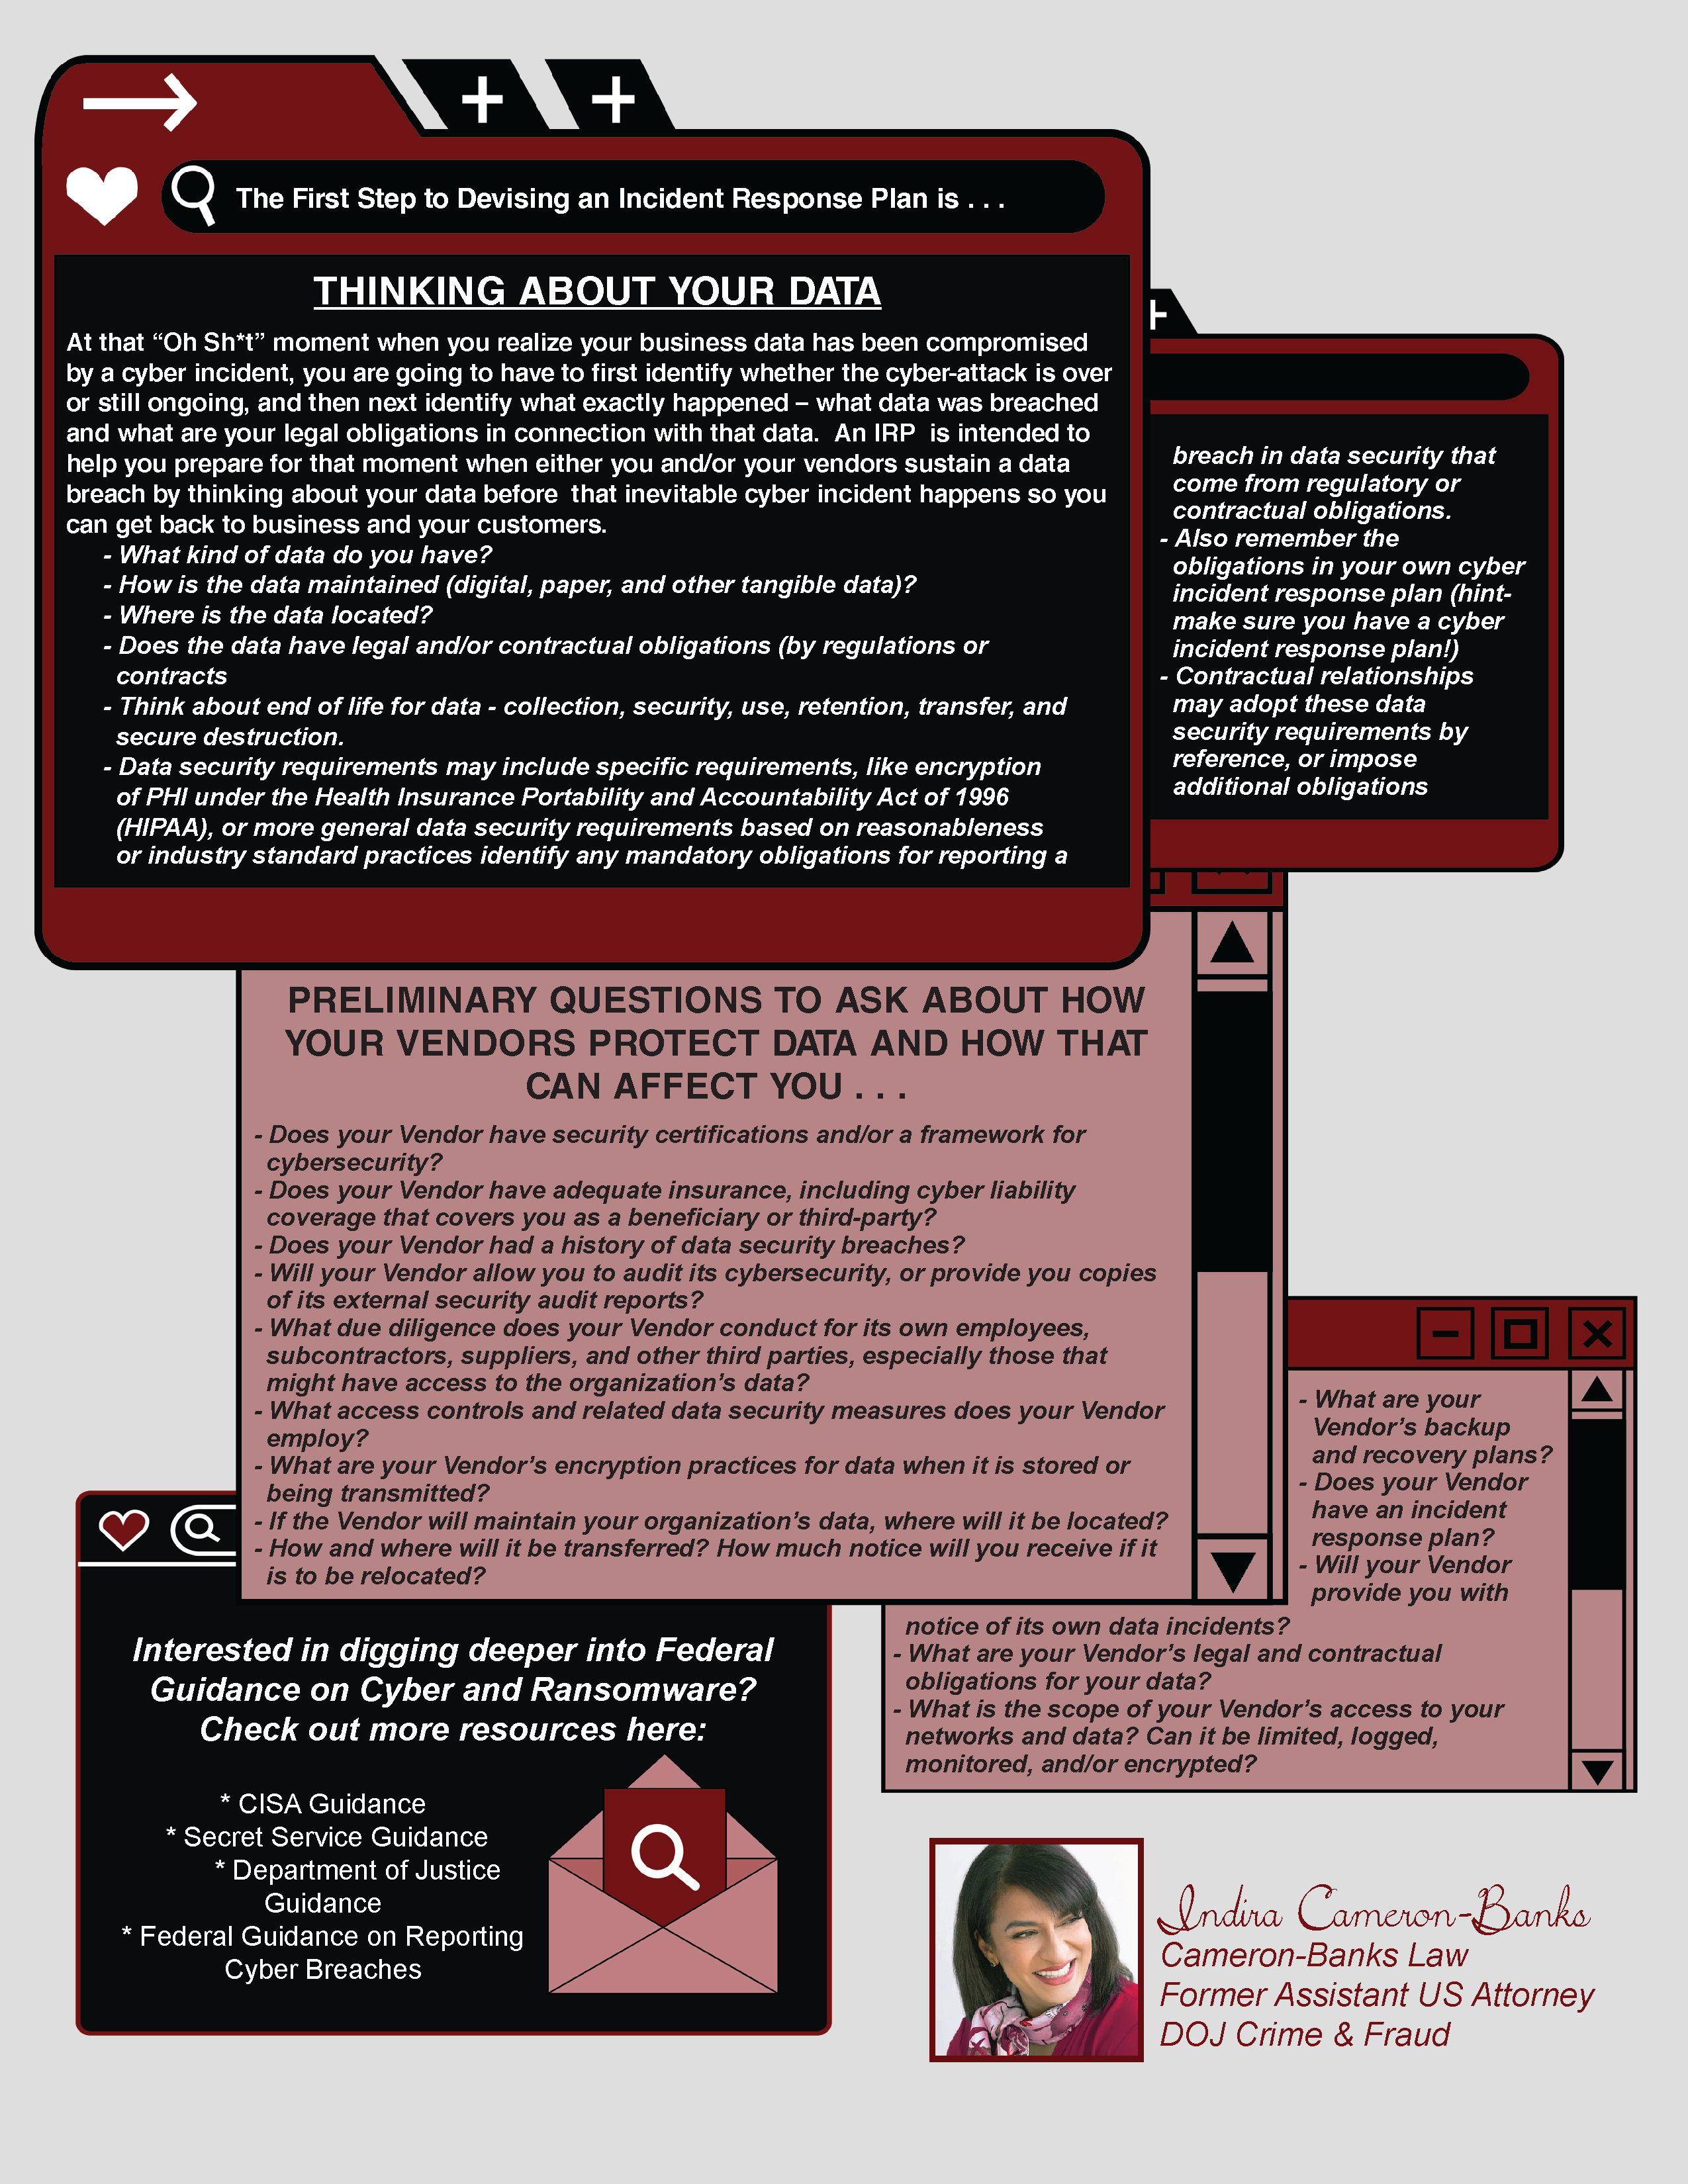 The First Step to Devising an Incident Response Plan is . . .
THINKING ABOUT YOUR DATA
At that “Oh Sh*t” moment when you realize your business data has been compromised
by a cyber incident, you are going to have to first identify whether the cyber-attack is over
or still ongoing, and then next identify what exactly happened – what data was breached
and what are your legal obligations in connection with that data. An IRP is intended to
help you prepare for that moment when either you and/or your vendors sustain a data
breach by thinking about your data before that inevitable cyber incident happens so you
can get back to business and your customers.
- What kind of data do you have?
- How is the data maintained (digital, paper, and other tangible data)?
- Where is the data located?
- Does the data have legal and/or contractual obligations (by regulations or
contracts
- Think about end of life for data - collection, security, use, retention, transfer, and
secure destruction.
- Data security requirements may include specific requirements, like encryption
of PHI under the Health Insurance Portability and Accountability Act of 1996
(HIPAA), or more general data security requirements based on reasonableness
or industry standard practices identify any mandatory obligations for reporting a
breach in data security that
come from regulatory or
contractual obligations.
- Also remember the
obligations in your own cyber
incident response plan (hint-
make sure you have a cyber
incident response plan!)
- Contractual relationships
may adopt these data
security requirements by
reference, or impose
additional obligations
PRELIMINARY QUESTIONS TO ASK ABOUT HOW
YOUR VENDORS PROTECT DATA AND HOW THAT
CAN AFFECT YOU . . .
- Does your Vendor have security certifications and/or a framework for
cybersecurity?
- Does your Vendor have adequate insurance, including cyber liability
coverage that covers you as a beneficiary or third-party?
- Does your Vendor had a history of data security breaches?
- Will your Vendor allow you to audit its cybersecurity, or provide you copies
of its external security audit reports?
- What due diligence does your Vendor conduct for its own employees,
subcontractors, suppliers, and other third parties, especially those that
might have access to the organization’s data?
- What access controls and related data security measures does your Vendor
employ?
- What are your Vendor’s encryption practices for data when it is stored or
being transmitted?
- If the Vendor will maintain your organization’s data, where will it be located?
- How and where will it be transferred? How much notice will you receive if it
is to be relocated?
- What are your
Vendor’s backup
and recovery plans?
- Does your Vendor
have an incident
response plan?
- Will your Vendor
provide you with
notice of its own data incidents?
- What are your Vendor’s legal and contractual
obligations for your data?
- What is the scope of your Vendor’s access to your
networks and data? Can it be limited, logged,
monitored, and/or encrypted?
Interested in digging deeper into Federal
Guidance on Cyber and Ransomware?
Check out more resources here:
* CISA Guidance
* Secret Service Guidance
* Department of Justice
Guidance
* Federal Guidance on Reporting
Cyber Breaches
Indira Cameron-Banks
Cameron-Banks Law
Former Assistant US Attorney
DOJ Crime & Fraud